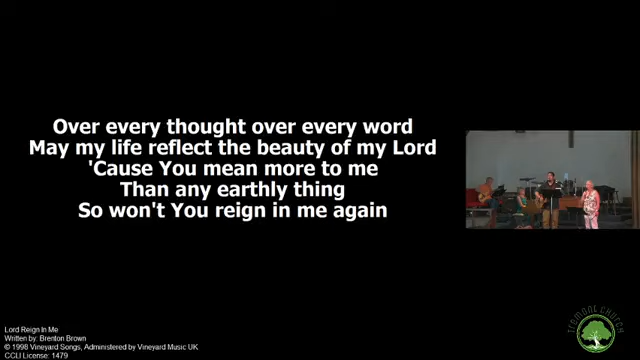 Over every thought over every word
May my life reflect the beauty of my Lord
'Cause You mean more to me
Than any earthly thing
So won't You reign in me again
Lord Reign In Me
Written by: Brenton Brown
© 1998 Vineyard Songs, Administered by Vineyard Music UK
CCLI License: 1479
Tremont Church